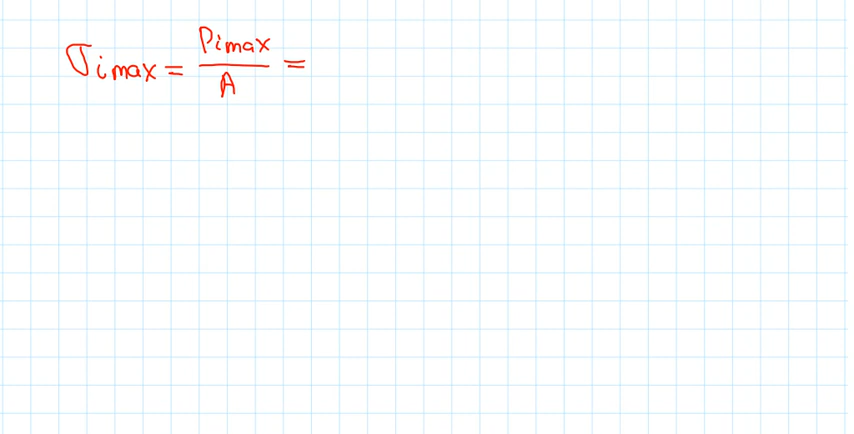 σimax = Pimax / A =